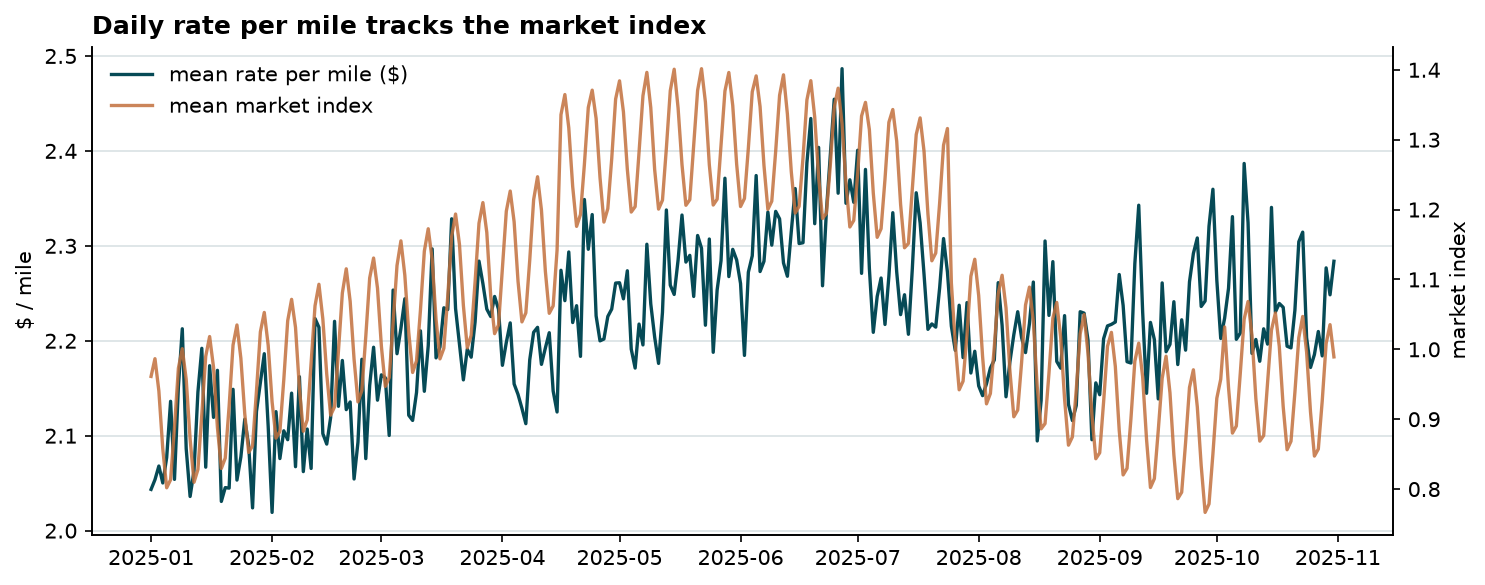 Daily rate per mile tracks the market index
mean rate per mile ($)
mean market index
2.5
2.4
2.3
2.2
2.1
2.0
$ / mile
1.4
1.3
1.2
1.1
1.0
0.9
0.8
market index
2025-01 2025-02 2025-03 2025-04 2025-05 2025-06 2025-07 2025-08 2025-09 2025-10 2025-11